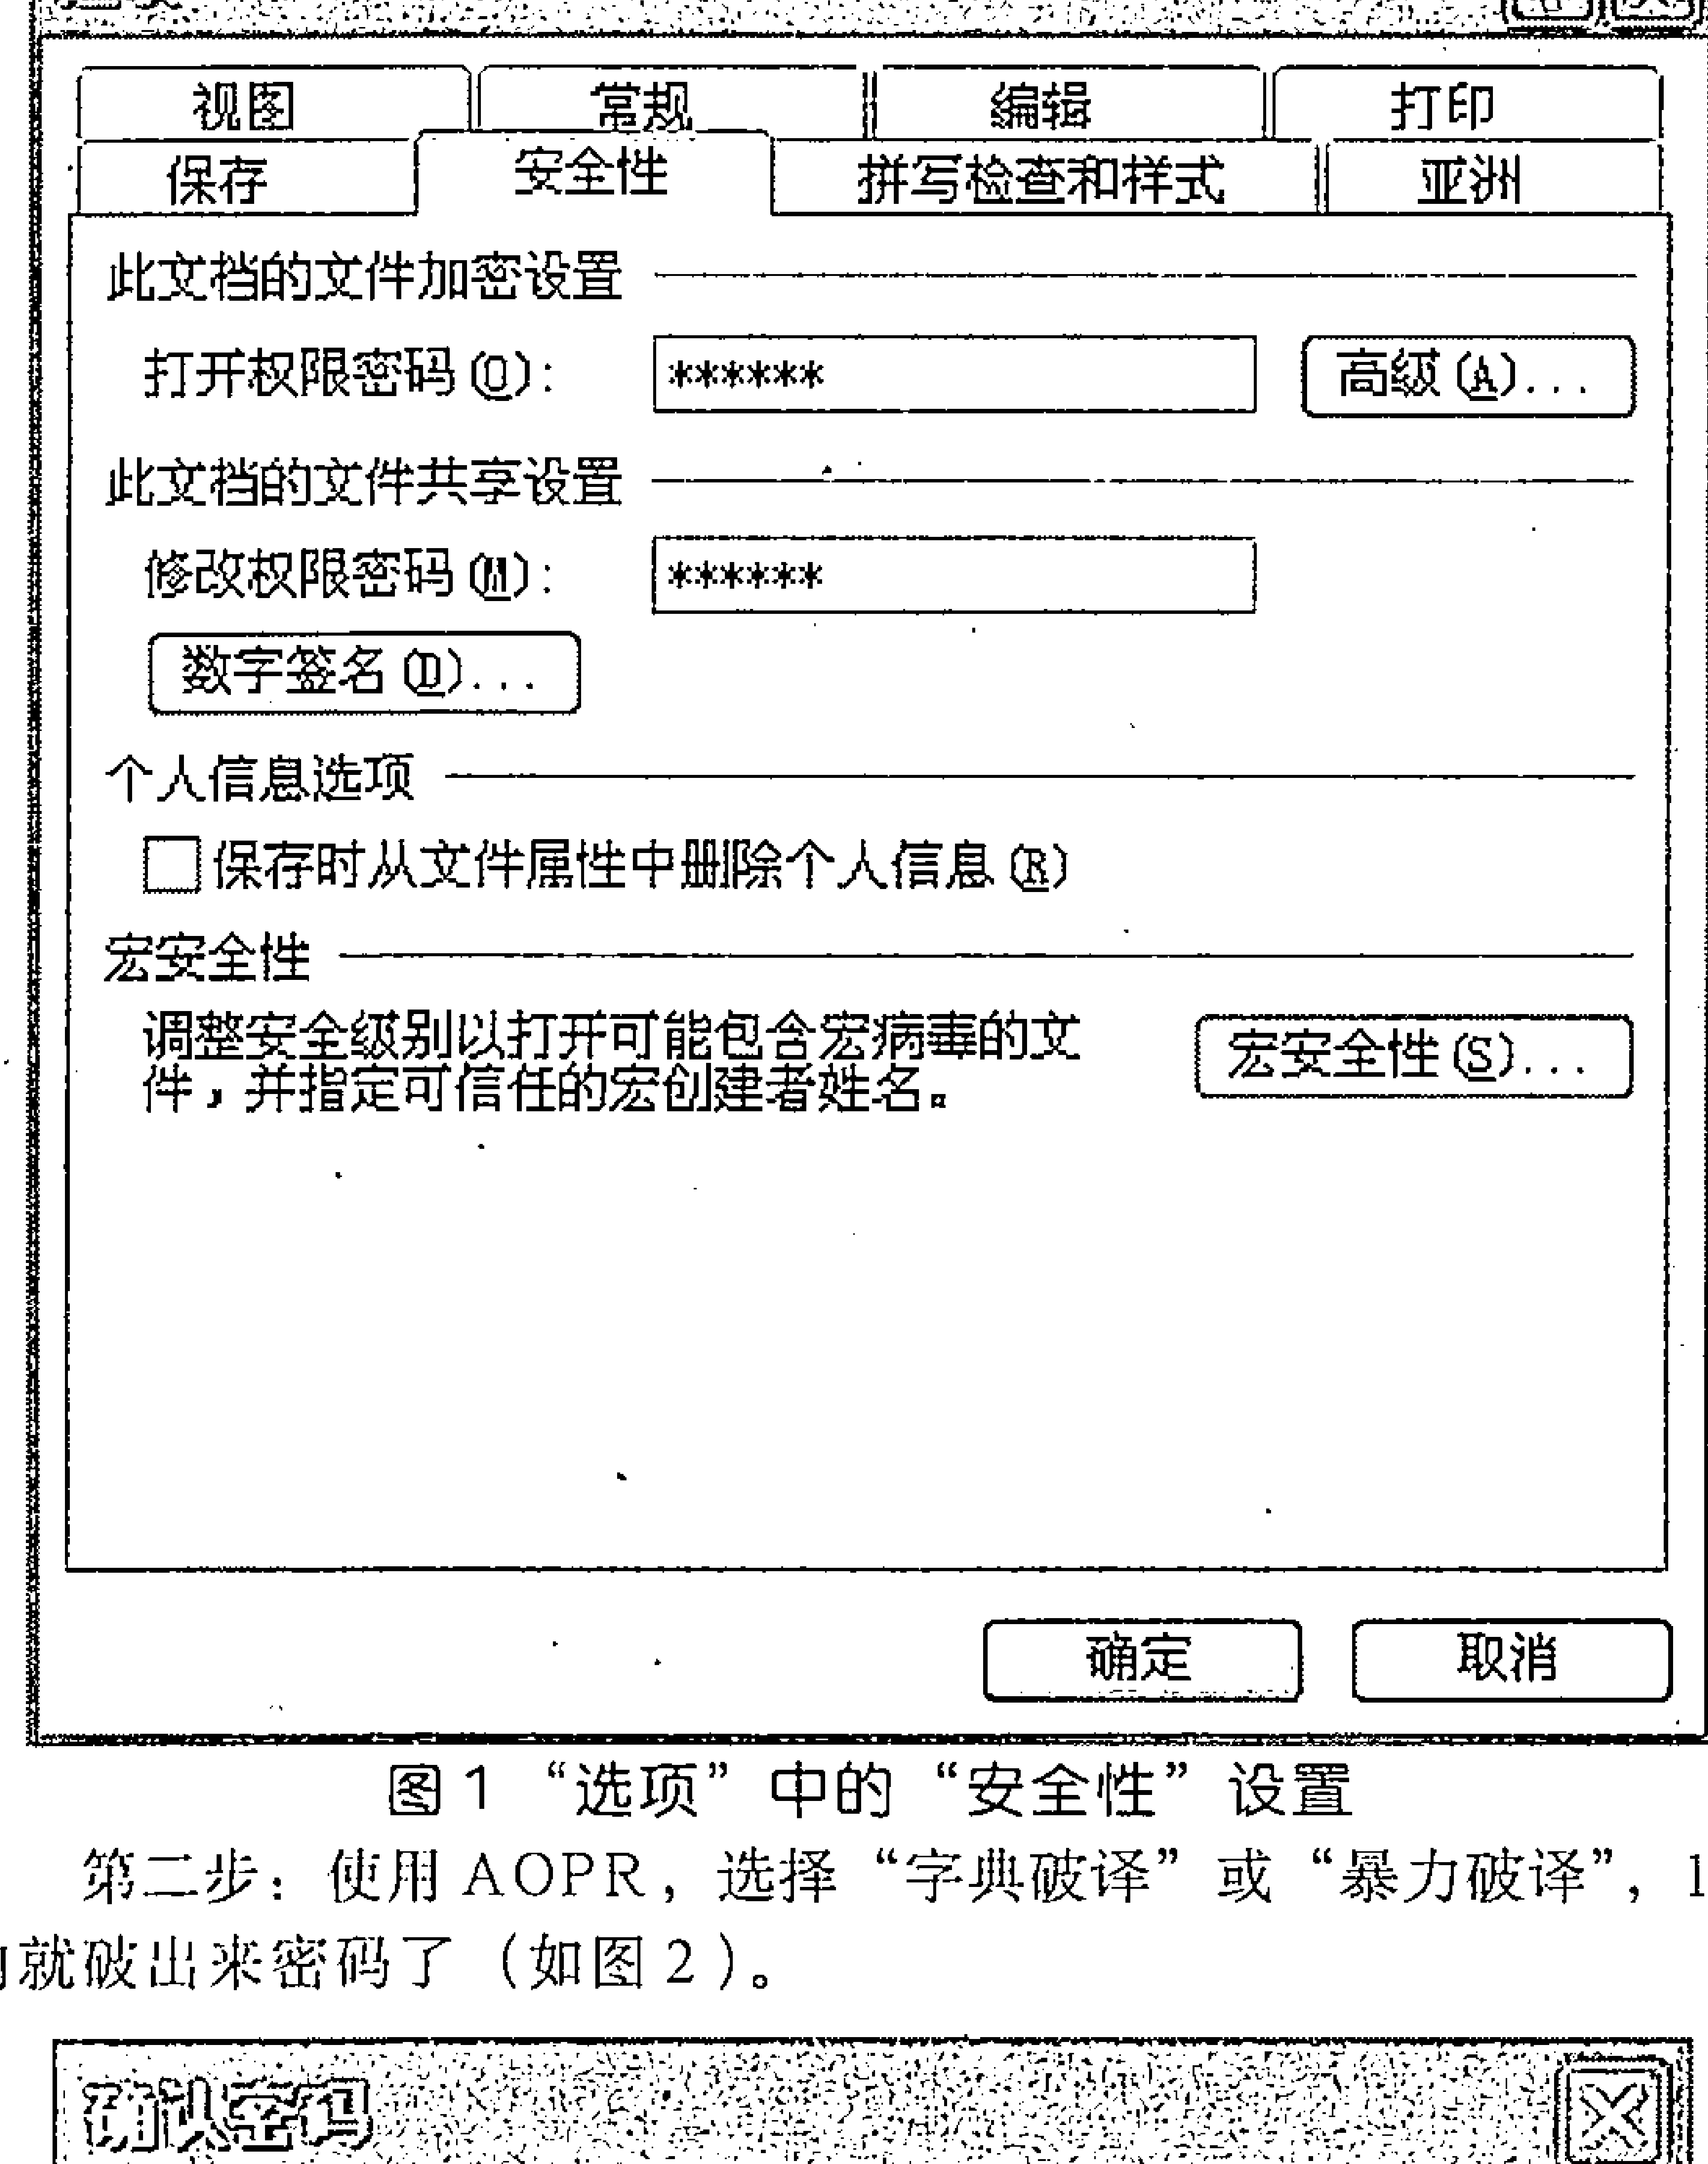 视图 常规 编辑 打印
保存 安全性 拼写检查和样式 亚洲
此文档的文件加密设置
打开权限密码(O): ****** 高级(A)...
此文档的文件共享设置
修改权限密码(M): ******
数字签名(D)...
个人信息选项
保存时从文件属性中删除个人信息(R)
宏安全性
调整安全级别以打开可能包含宏病毒的文
件，并指定可信任的宏创建者姓名。
宏安全性(S)...
确定 取消
图1 “选项”中的“安全性”设置
第二步：使用AOPR，选择“字典破译”或“暴力破译”，1
就破出来密码了（如图2）。
确认密码